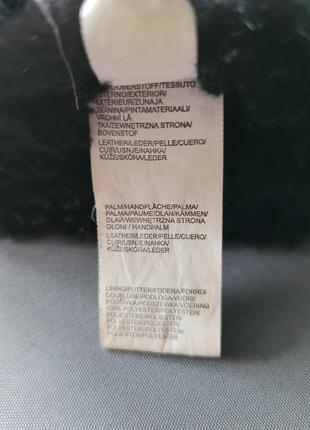 OBERSTOFF/TESSUTO
ESTERNO/EXTERIOR/
EXTÉRIEUR/ZUNAJA
TKANINA/PINTAMATERIAALI/
VRCHNÍ LÁ
TKA/ZEWNĘTRZNA STRONA/
BOVENSTOF
LEATHER/LEDER/PELLE/CUERO/
CUIR/USNJE/NAHKA/
KŮŽE/SKÓRA/LEDER
PALM/HANDFLÄCHE/PALMA/
PALMA/PAUME/DLAN/KÄMMEN/
DLAŇ/WEWNĘTRZNA STRONA
DŁONI / HANDPALM
LEATHER/LEDER/PELLE/CUERO/
CUIR/USNJE/NAHKA/
KŮŽE/SKÓRA/LEDER
LINING/FUTTER/FODERA/FORRO/
DOUBLURE/PODLOGA/VUORI/
PODŠÍVKA/PODSZEWKA/VOERING
100% POLYESTER/POLYESTER/
POLIESTERE/POLIÉSTER/
POLYESTER/POLIESTER/
POLYESTERI/POLYESTER/
POLIESTER/POLYESTER